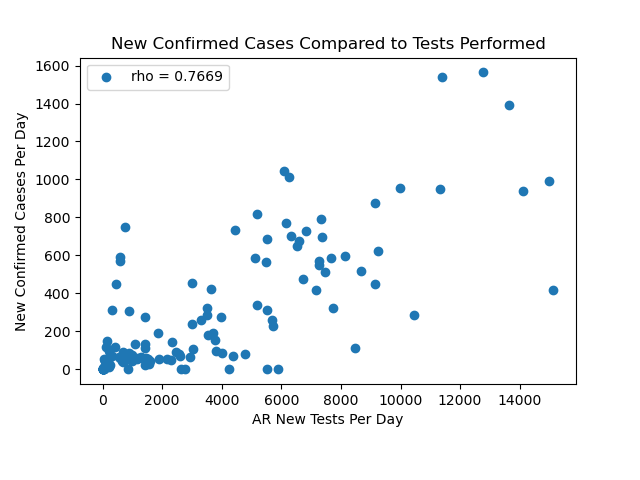 New Confirmed Cases Compared to Tests Performed
rho = 0.7669
New Confirmed Caeses Per Day
1600
1400
1200
1000
800
600
400
200
0
0 2000 4000 6000 8000 10000 12000 14000
AR New Tests Per Day